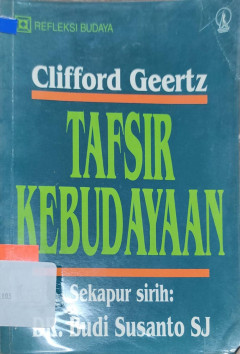 REFLEKSI BUDAYA
Clifford Geertz
TAFSIR
KEBUDAYAAN
Sekapur sirih:
Budi Susanto SJ